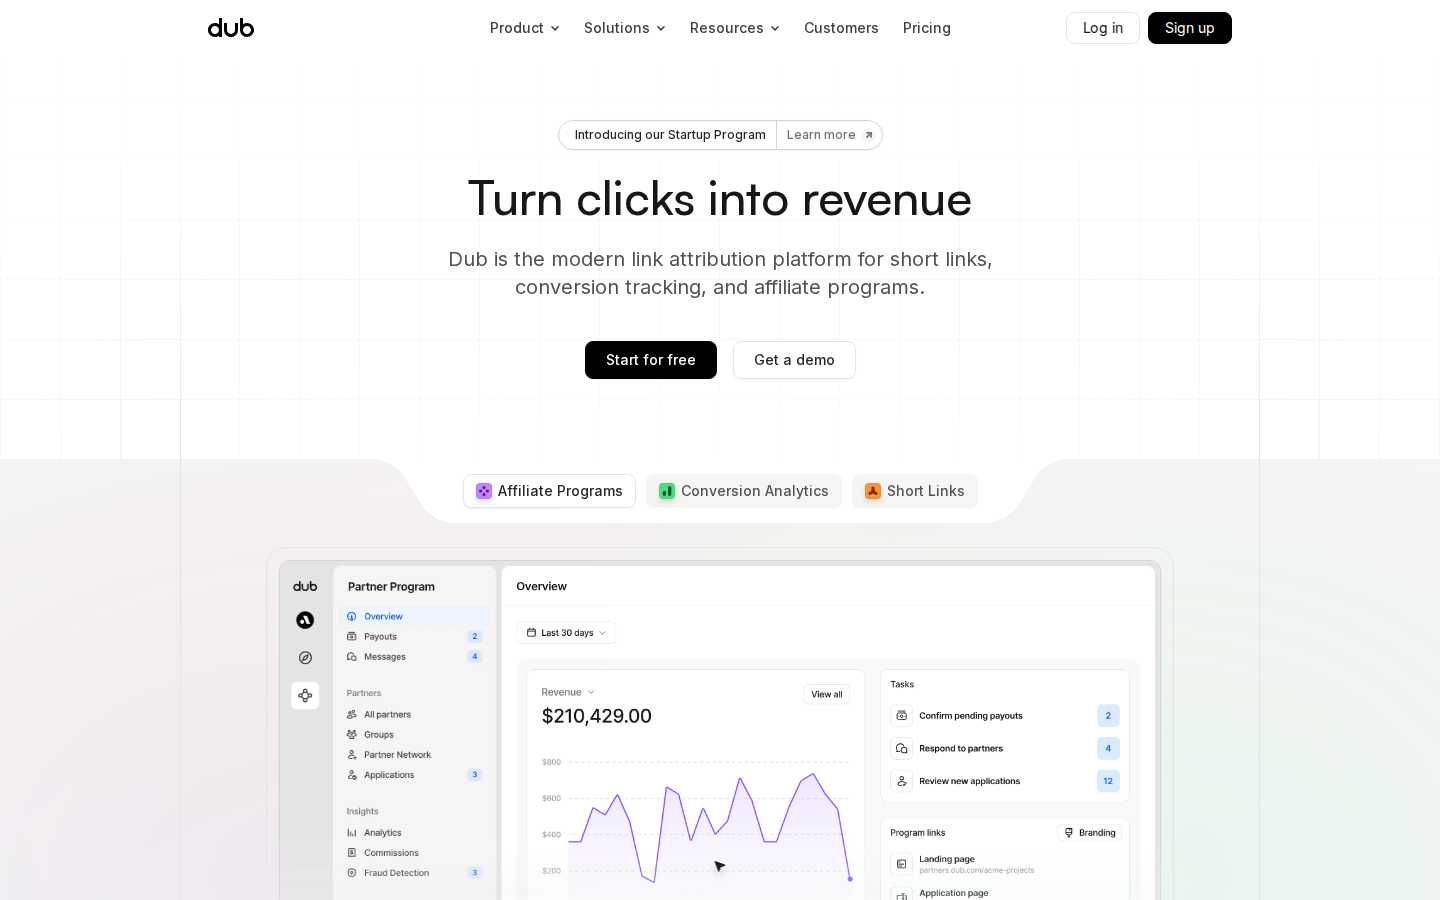 dub
Product
Solutions
Resources
Customers
Pricing
Log in
Sign up
Introducing our Startup Program
Learn more
Turn clicks into revenue
Dub is the modern link attribution platform for short links,
conversion tracking, and affiliate programs.
Start for free
Get a demo
Affiliate Programs
Conversion Analytics
Short Links
dub
Partner Program
Overview
Payouts 2
Messages 4
Partners
All partners
Groups
Partner Network
Applications 3
Insights
Analytics
Commissions
Fraud Detection 3
Overview
Last 30 days
Revenue
View all
$210,429.00
$800
$600
$400
$200
Tasks
Confirm pending payouts 2
Respond to partners 4
Review new applications 12
Program links
Branding
Landing page
partners.dub.com/acme-projects
Application page